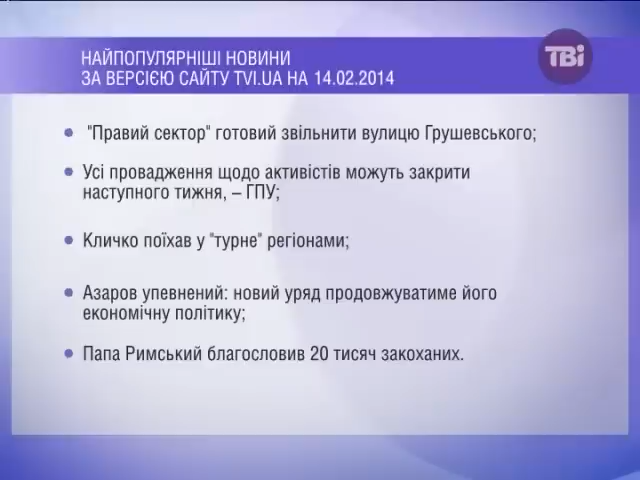 НАЙПОПУЛЯРНІШІ НОВИНИ
ЗА ВЕРСІЄЮ САЙТУ TVI.UA НА 14.02.2014
ТВі
"Правий сектор" готовий звільнити вулицю Грушевського;
Усі провадження щодо активістів можуть закрити
наступного тижня, – ГПУ;
Кличко поїхав у "турне" регіонами;
Азаров упевнений: новий уряд продовжуватиме його
економічну політику;
Папа Римський благословив 20 тисяч закоханих.